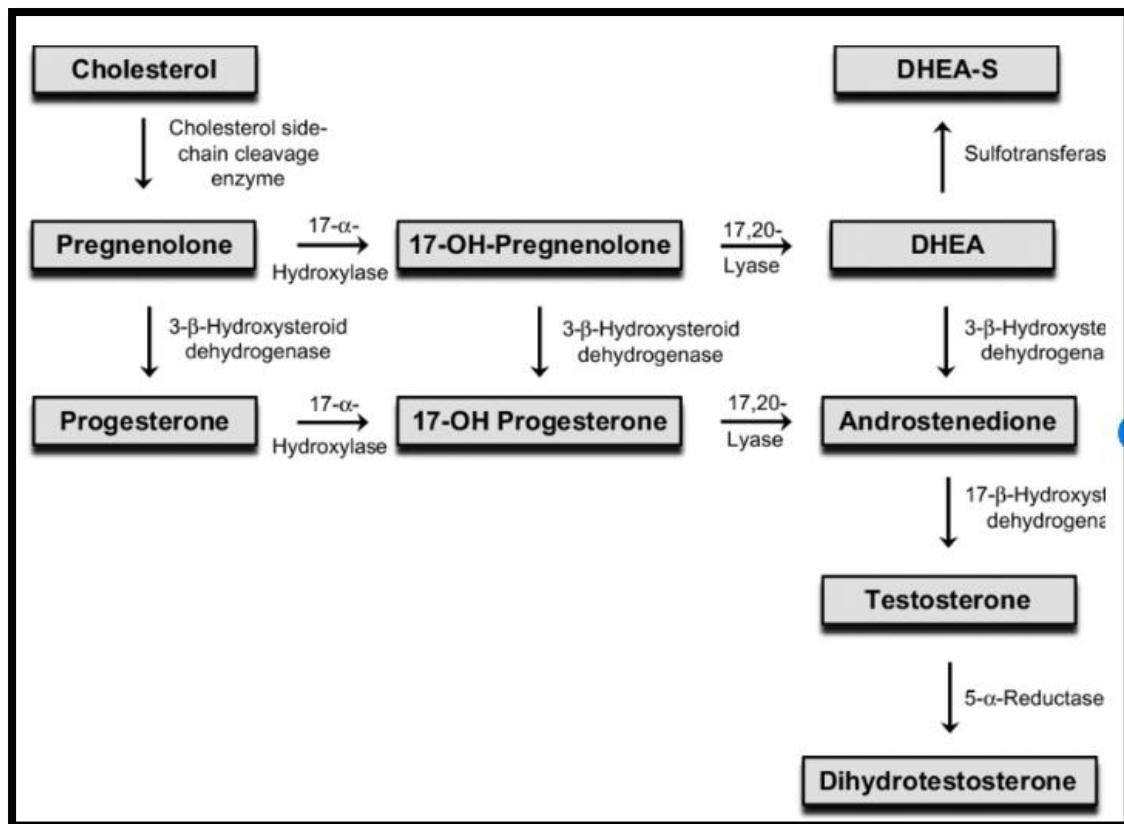 Cholesterol
DHEA-S
Cholesterol side-
chain cleavage
enzyme
Sulfotransferas
Pregnenolone
17-α-
Hydroxylase
17-OH-Pregnenolone
17,20-
Lyase
DHEA
3-β-Hydroxysteroid
dehydrogenase
3-β-Hydroxysteroid
dehydrogenase
3-β-Hydroxyste
dehydrogena
Progesterone
17-α-
Hydroxylase
17-OH Progesterone
17,20-
Lyase
Androstenedione
17-β-Hydroxyst
dehydrogena
Testosterone
5-α-Reductase
Dihydrotestosterone